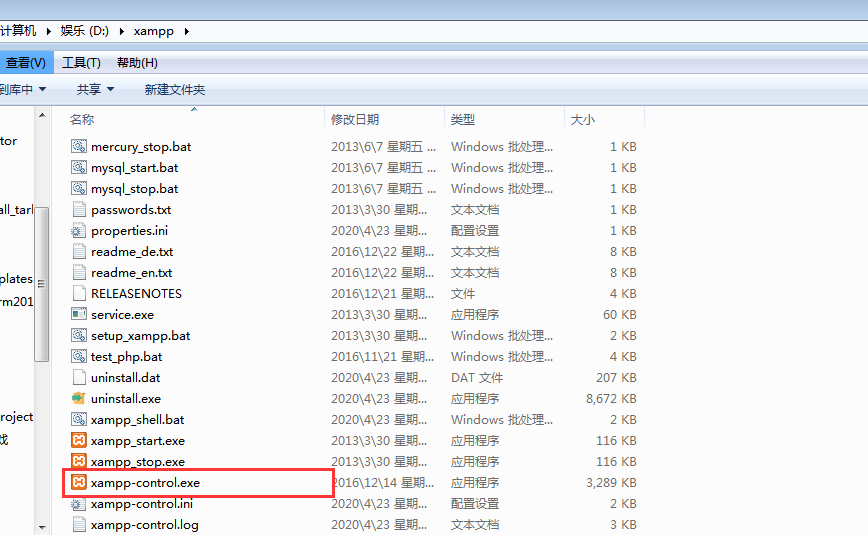 计算机 娱乐 (D:) xampp
查看(V) 工具(T) 帮助(H)
到库中 共享 新建文件夹
名称 修改日期 类型 大小
mercury_stop.bat 2013\6\7 星期五 ... Windows 批处理... 1 KB
tor
mysql_start.bat 2013\6\7 星期五 ... Windows 批处理... 1 KB
mysql_stop.bat 2013\6\7 星期五 ... Windows 批处理... 1 KB
all_tarl
passwords.txt 2013\3\30 星期... 文本文档 1 KB
properties.ini 2020\4\23 星期... 配置设置 1 KB
readme_de.txt 2016\12\22 星期... 文本文档 8 KB
readme_en.txt 2016\12\22 星期... 文本文档 8 KB
plates
RELEASENOTES 2016\12\21 星期... 文件 4 KB
rm201
service.exe 2013\3\30 星期... 应用程序 60 KB
setup_xampp.bat 2013\3\30 星期... Windows 批处理... 2 KB
test_php.bat 2016\11\21 星期... Windows 批处理... 4 KB
uninstall.dat 2020\4\23 星期... DAT 文件 207 KB
uninstall.exe 2020\4\23 星期... 应用程序 8,672 KB
roject
xampp_shell.bat 2020\4\23 星期... Windows 批处理... 2 KB
xampp_start.exe 2013\3\30 星期... 应用程序 116 KB
戏
xampp_stop.exe 2013\3\30 星期... 应用程序 116 KB
xampp-control.exe 2016\12\14 星期... 应用程序 3,289 KB
xampp-control.ini 2020\4\23 星期... 配置设置 2 KB
xampp-control.log 2020\4\23 星期... 文本文档 3 KB